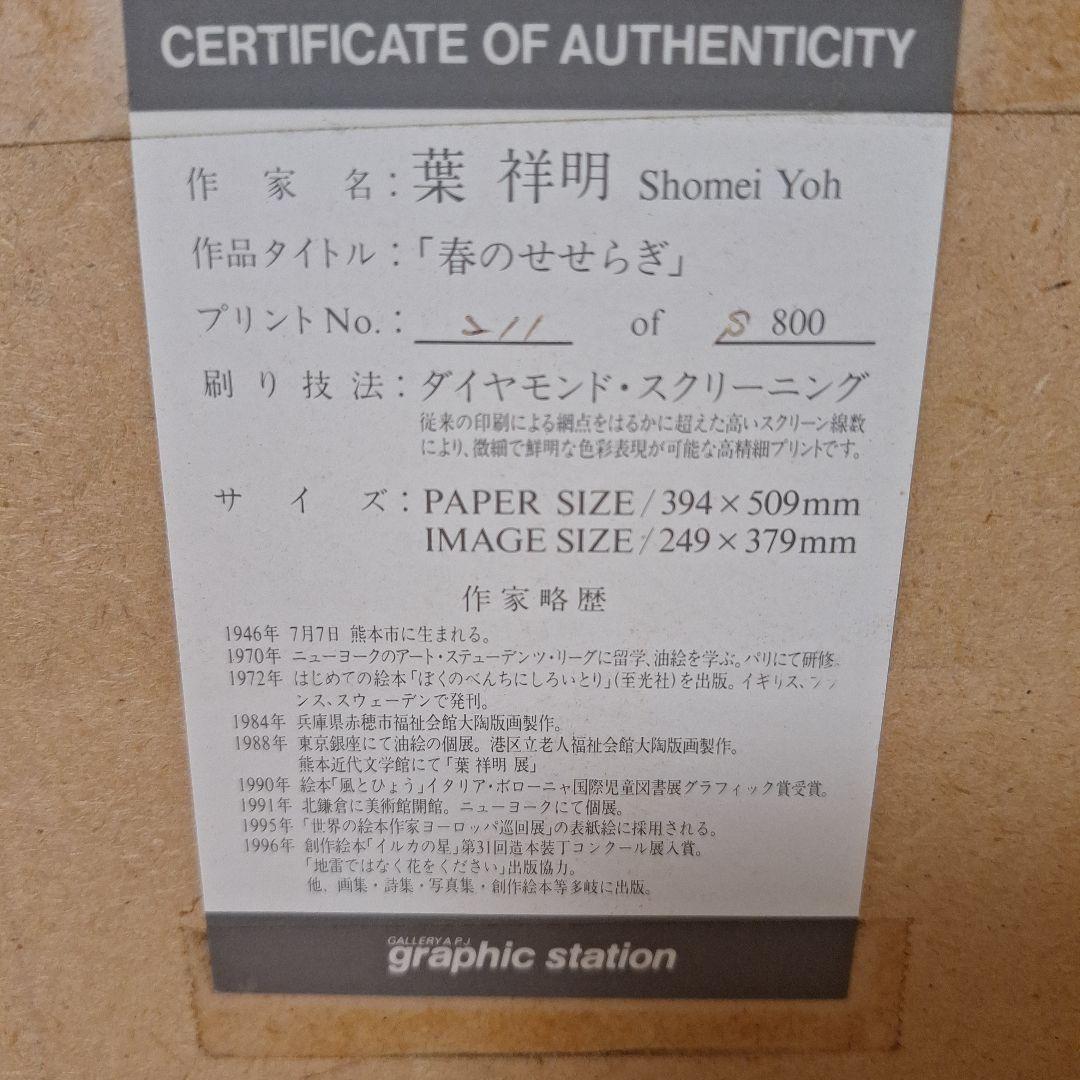 CERTIFICATE OF AUTHENTICITY
作家名：葉 祥明 Shomei Yoh
作品タイトル：「春のせせらぎ」
プリントNo.： 211 of S 800
刷り技法：ダイヤモンド・スクリーニング
従来の印刷による網点をはるかに超えた高いスクリーン線数
により、微細で鮮明な色彩表現が可能な高精細プリントです。
サイズ：PAPER SIZE/394×509mm
IMAGE SIZE/249×379mm
作家略歴
1946年 7月7日 熊本市に生まれる。
1970年 ニューヨークのアート・ステューデンツ・リーグに留学、油絵を学ぶ。パリにて研修。
1972年 はじめての絵本「ぼくのべんちにしろいとり」（至光社）を出版。イギリス、フラ
ンス、スウェーデンで発刊。
1984年 兵庫県赤穂市福祉会館大陶版画製作。
1988年 東京銀座にて油絵の個展。港区立老人福祉会館大陶版画製作。
熊本近代文学館にて「葉 祥明 展」
1990年 絵本「風とひょう」イタリア・ボローニャ国際児童図書展グラフィック賞受賞。
1991年 北鎌倉に美術館開館。ニューヨークにて個展。
1995年 「世界の絵本作家ヨーロッパ巡回展」の表紙絵に採用される。
1996年 創作絵本「イルカの星」第31回造本装丁コンクール展入賞。
「地雷ではなく花をください」出版協力。
他、画集・詩集・写真集・創作絵本等多岐に出版。
GALLERY A P J
graphic station